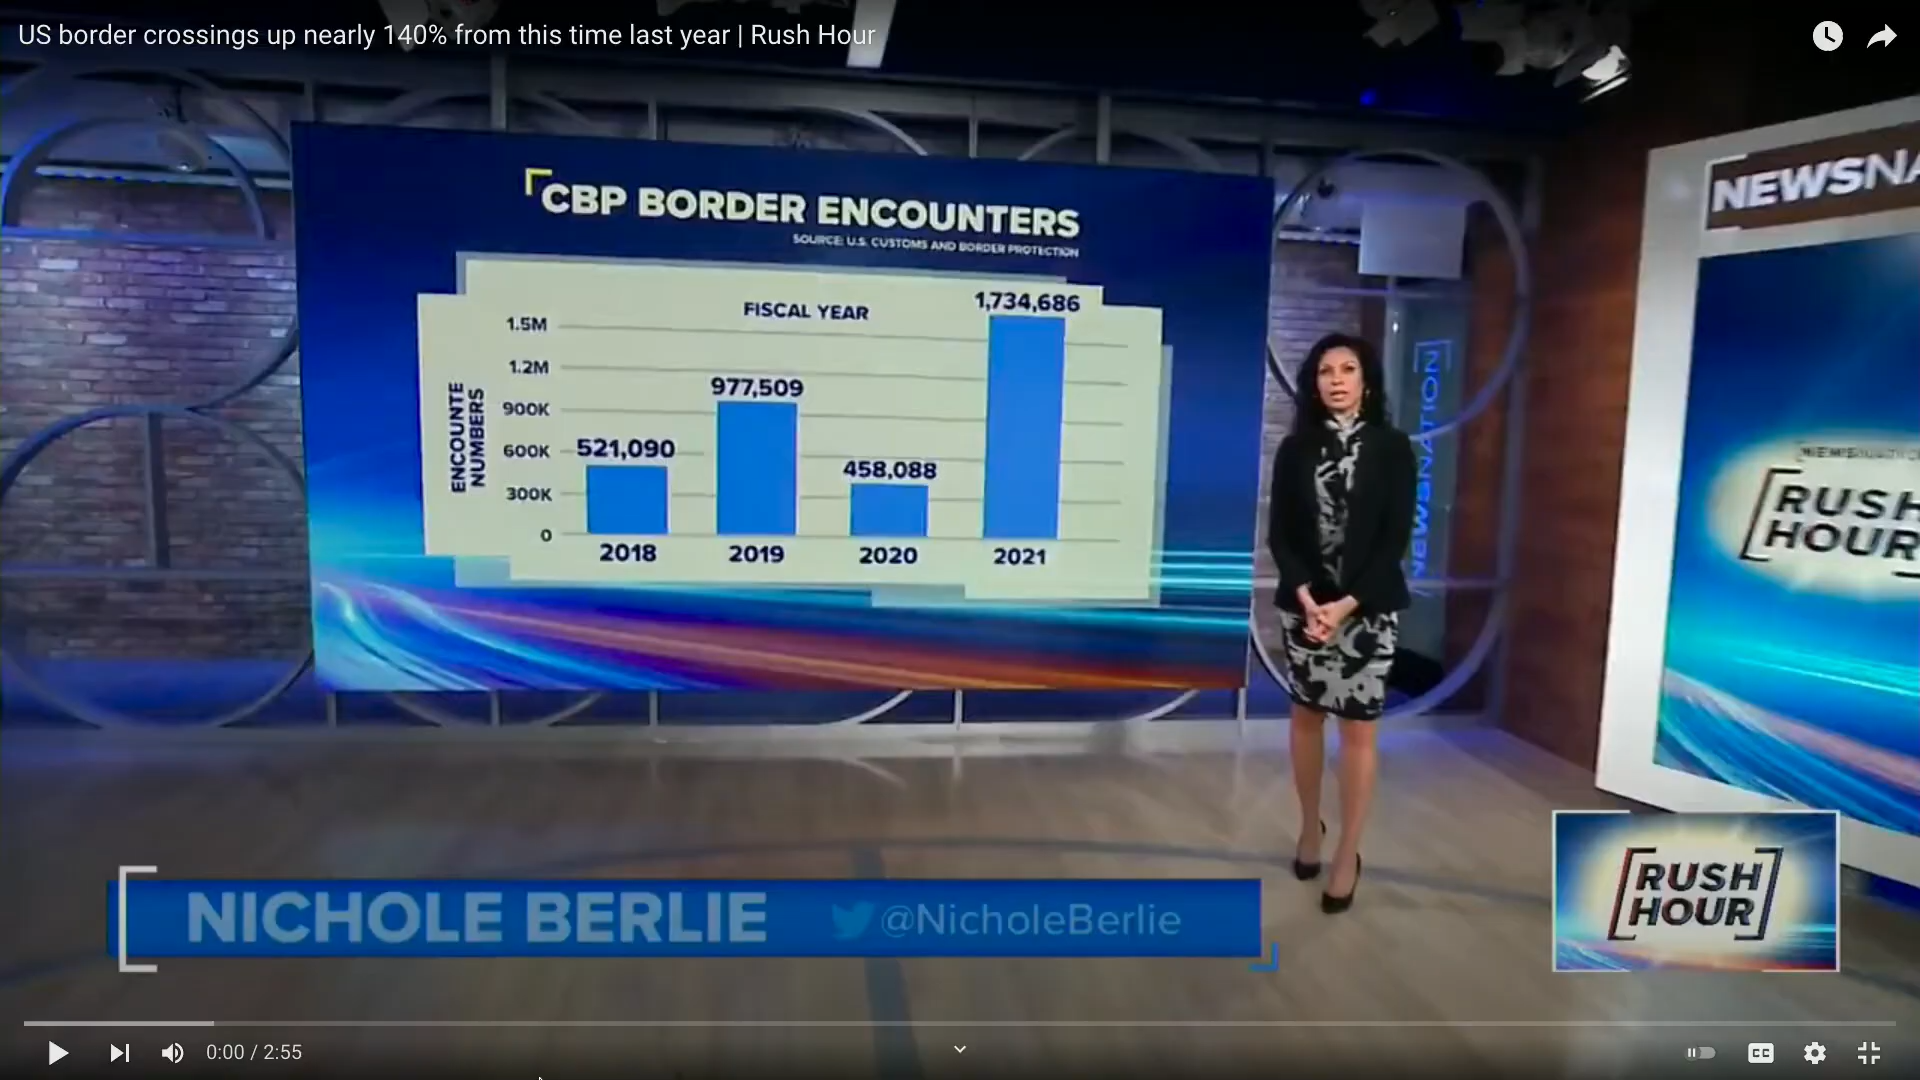 US border crossings up nearly 140% from this time last year | Rush Hour
CBP BORDER ENCOUNTERS
SOURCE: U.S. CUSTOMS AND BORDER PROTECTION
FISCAL YEAR
ENCOUNTE
NUMBERS
1.5M
1.2M
900K
600K
300K
0
521,090
977,509
458,088
1,734,686
2018
2019
2020
2021
NEWSNATION
NEWSNA
RUSH
HOUR
NICHOLE BERLIE
@NicholeBerlie
RUSH
HOUR
0:00 / 2:55
CC